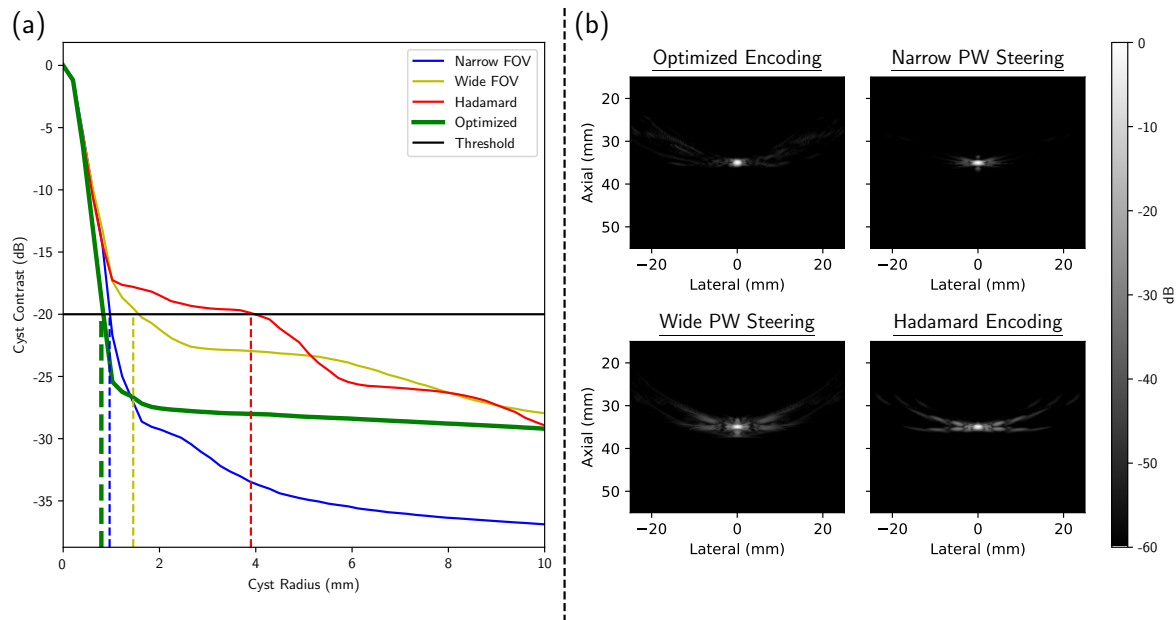 (a)
0
-5
-10
-15
-20
-25
-30
-35
Cyst Contrast (dB)
0 2 4 6 8 10
Cyst Radius (mm)
Narrow FOV
Wide FOV
Hadamard
Optimized
Threshold
(b)
Optimized Encoding
20
30
40
50
Axial (mm)
−20 0 20
Lateral (mm)
Narrow PW Steering
−20 0 20
Lateral (mm)
Wide PW Steering
20
30
40
50
Axial (mm)
−20 0 20
Lateral (mm)
Hadamard Encoding
−20 0 20
Lateral (mm)
0
-10
-20
-30
-40
-50
-60
dB